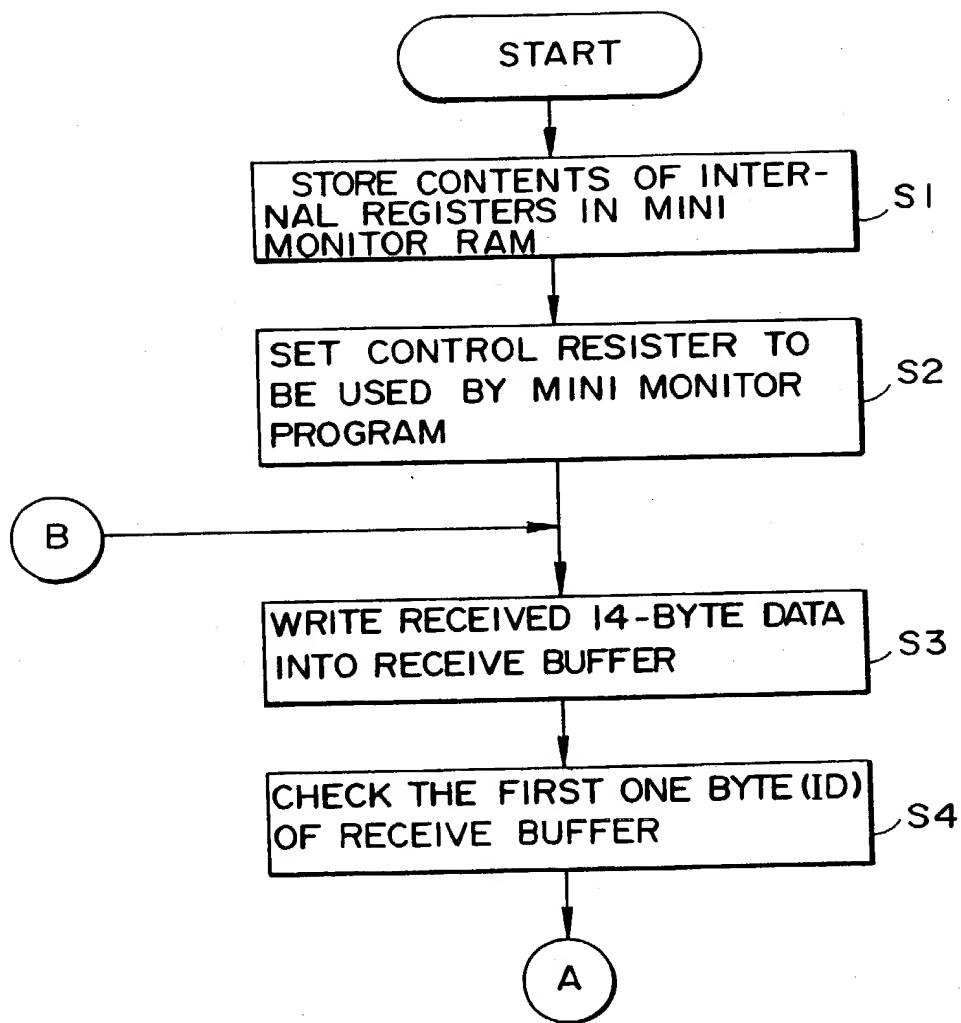 START
STORE CONTENTS OF INTER-
NAL REGISTERS IN MINI
MONITOR RAM
S1
SET CONTROL RESISTER TO
BE USED BY MINI MONITOR
PROGRAM
S2
B
WRITE RECEIVED 14-BYTE DATA
INTO RECEIVE BUFFER
S3
CHECK THE FIRST ONE BYTE (ID)
OF RECEIVE BUFFER
S4
A